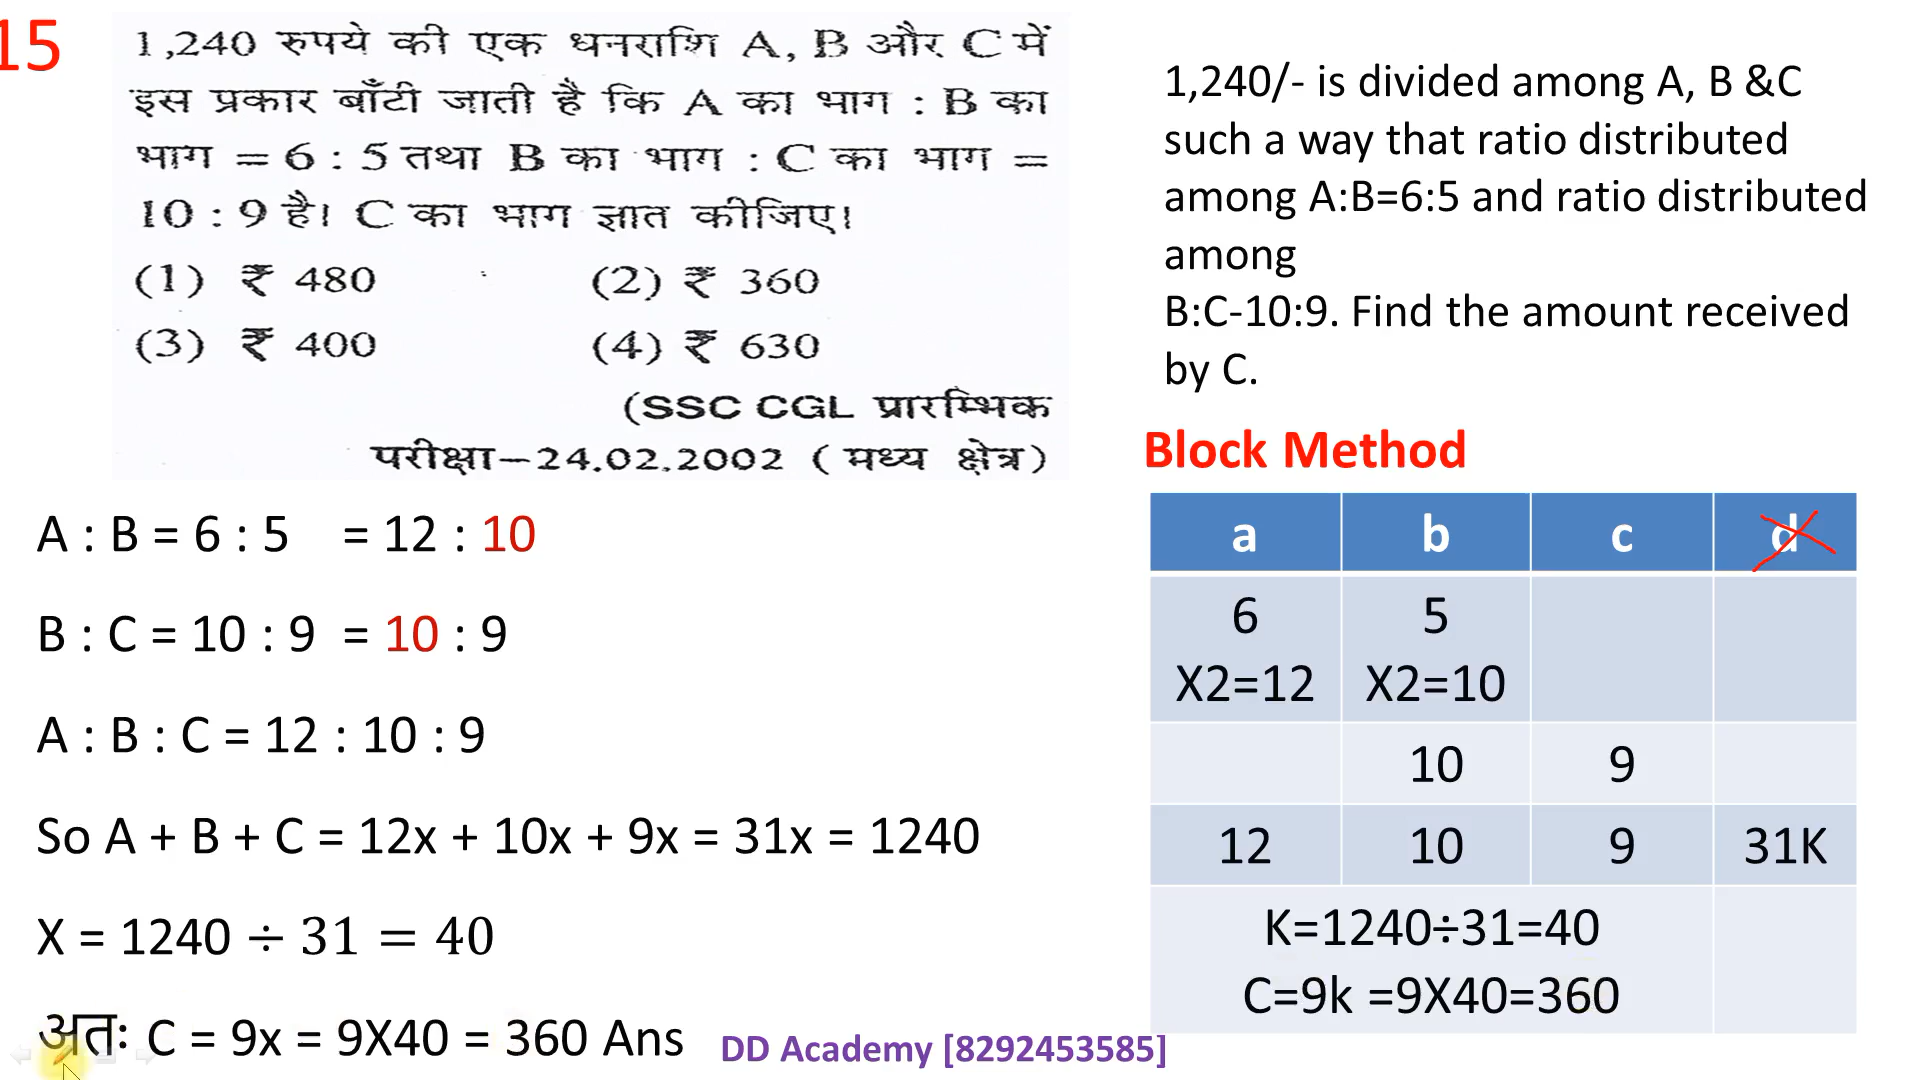 15
1,240 रुपये की एक धनराशि A, B और C में
इस प्रकार बाँटी जाती है कि A का भाग : B का
भाग = 6 : 5 तथा B का भाग : C का भाग =
10 : 9 है। C का भाग ज्ञात कीजिए।
(1) ₹ 480 (2) ₹ 360
(3) ₹ 400 (4) ₹ 630
(SSC CGL प्रारम्भिक
परीक्षा–24.02.2002 ( मध्य क्षेत्र)
1,240/- is divided among A, B &C
such a way that ratio distributed
among A:B=6:5 and ratio distributed
among
B:C-10:9. Find the amount received
by C.
A : B = 6 : 5 = 12 : 10
B : C = 10 : 9 = 10 : 9
A : B : C = 12 : 10 : 9
So A + B + C = 12x + 10x + 9x = 31x = 1240
X = 1240 ÷ 31 = 40
अतः C = 9x = 9X40 = 360 Ans
Block Method
a b c d
6 5
X2=12 X2=10
10 9
12 10 9 31K
K=1240÷31=40
C=9k =9X40=360
DD Academy [8292453585]